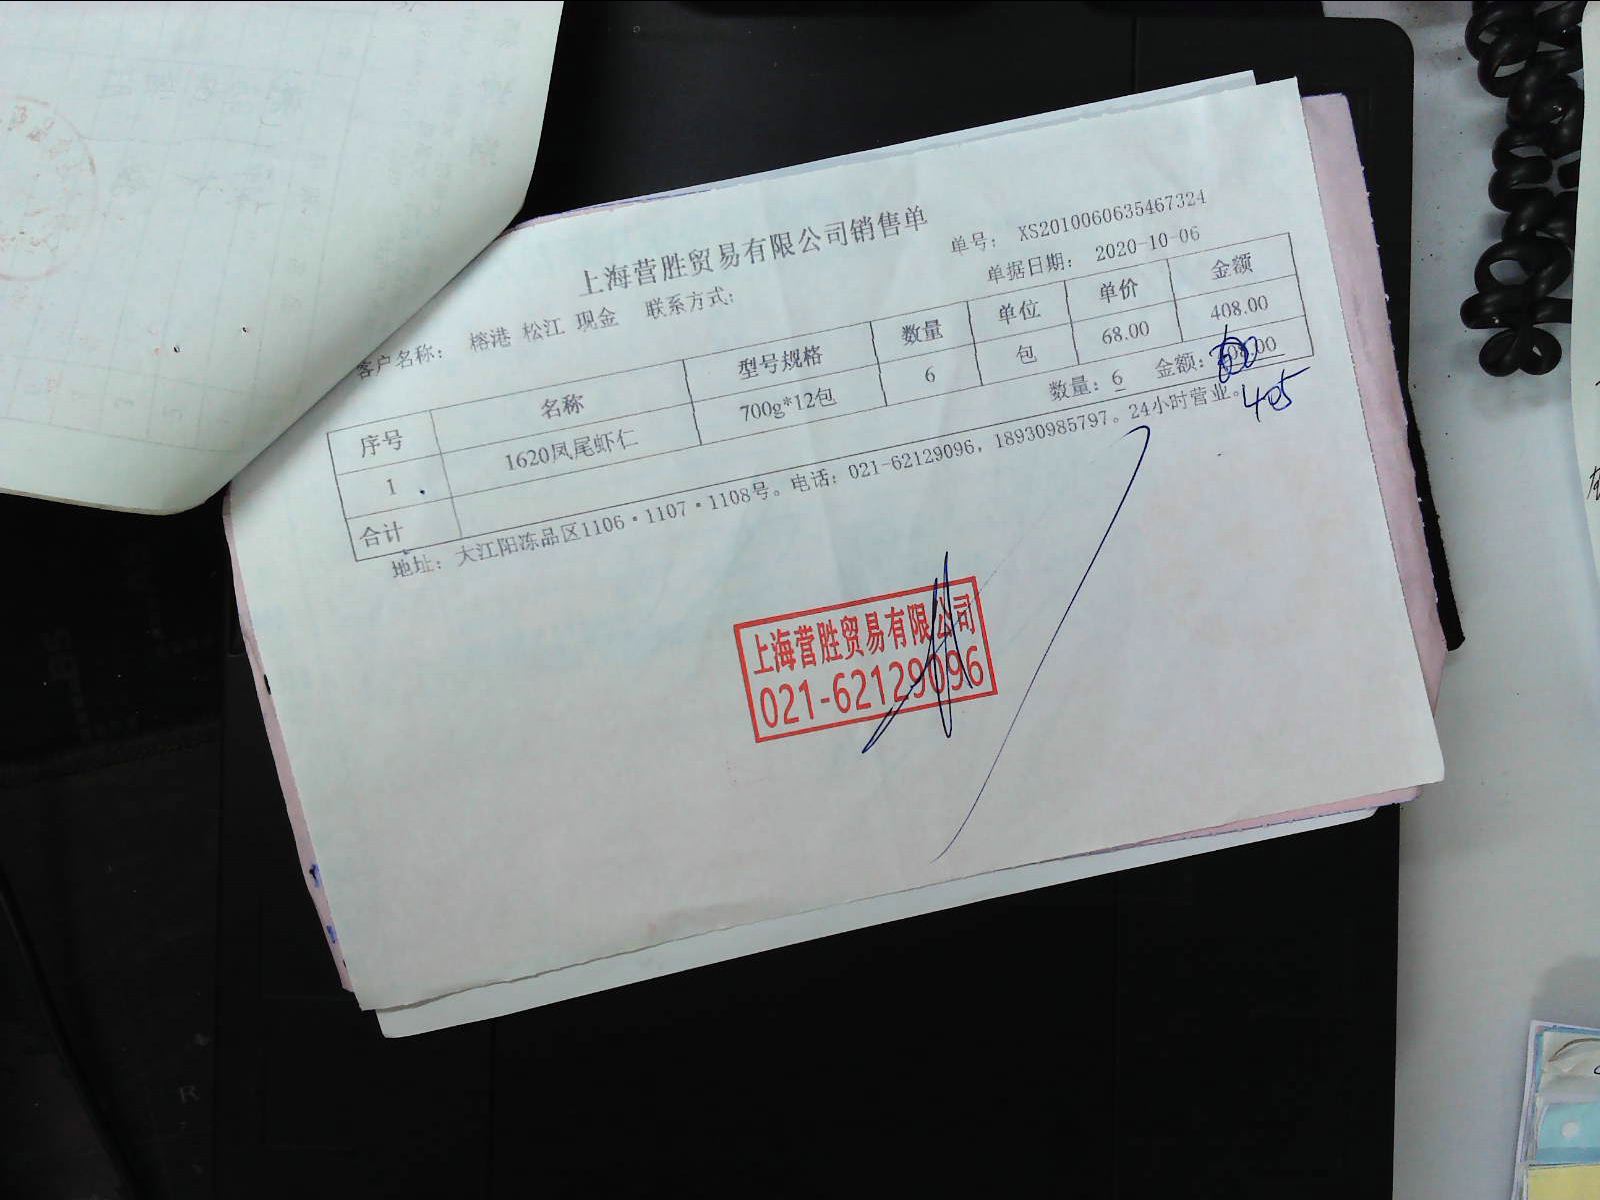 上海营胜贸易有限公司销售单
单号： XS2010060635467324
客户名称： 榕港 松江 现金 联系方式：
单据日期： 2020-10-06
序号 名称 型号规格 数量 单位 单价 金额
1 1620凤尾虾仁 700g*12包 6 包 68.00 408.00
合计 数量：6 金额：408.00
405
地址： 大江阳冻品区1106·1107·1108号。电话：021-62129096，18930985797。24小时营业。
上海营胜贸易有限公司
021-62129096